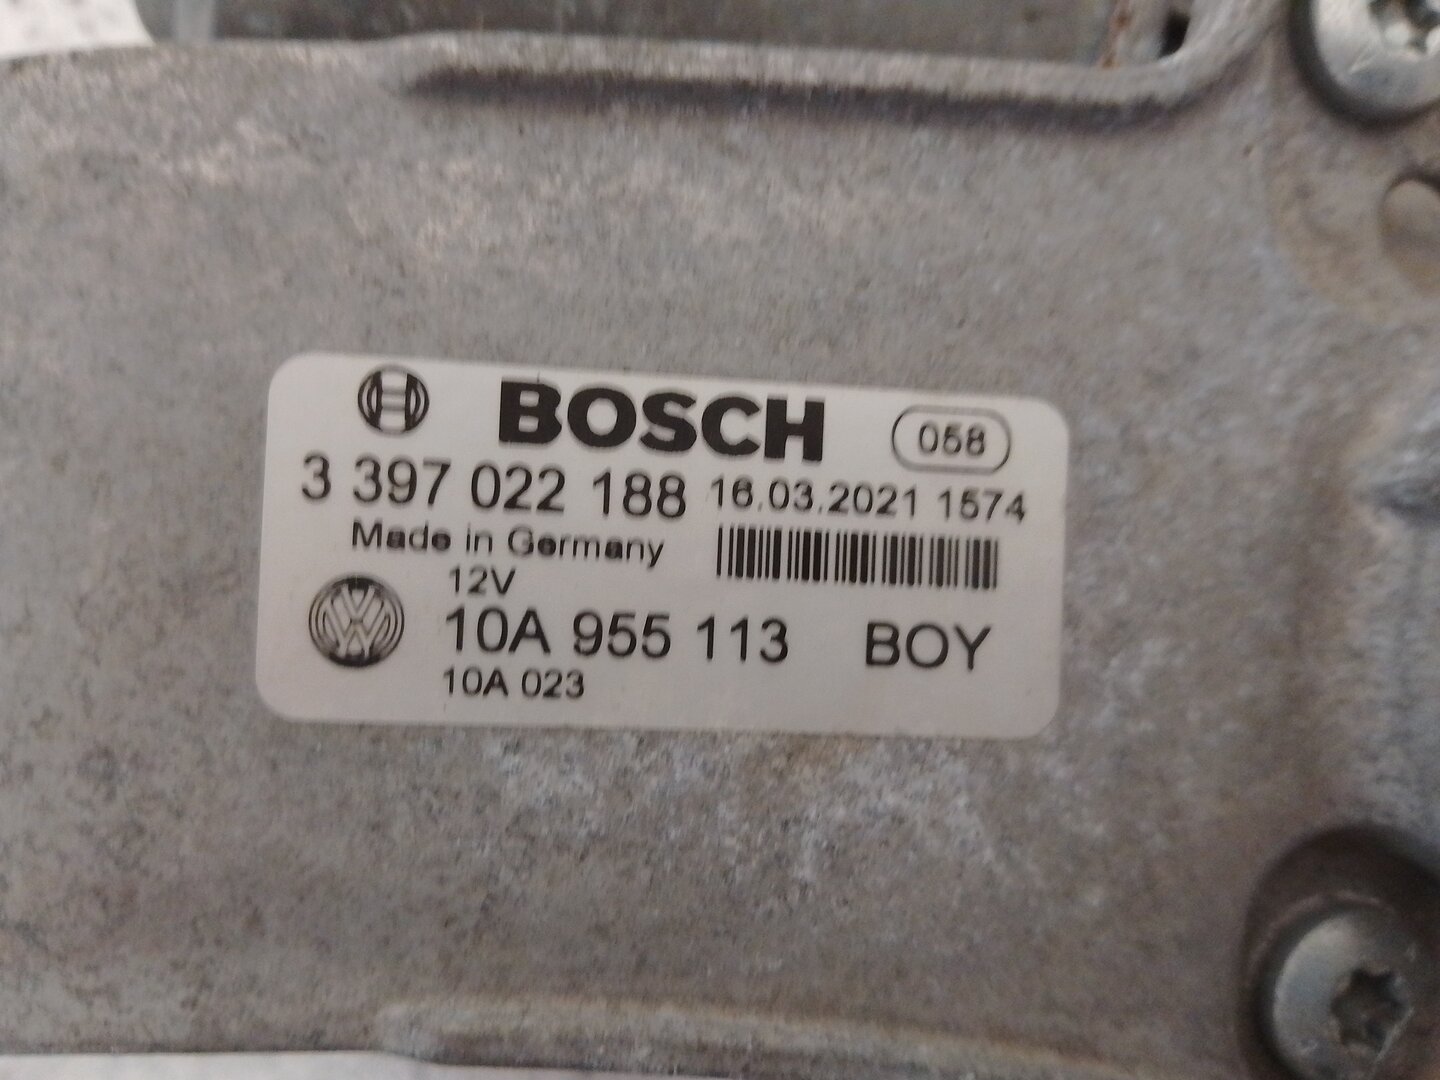 BOSCH 058
3 397 022 188 16.03.2021 1574
Made in Germany
12V
10A 955 113 BOY
10A 023